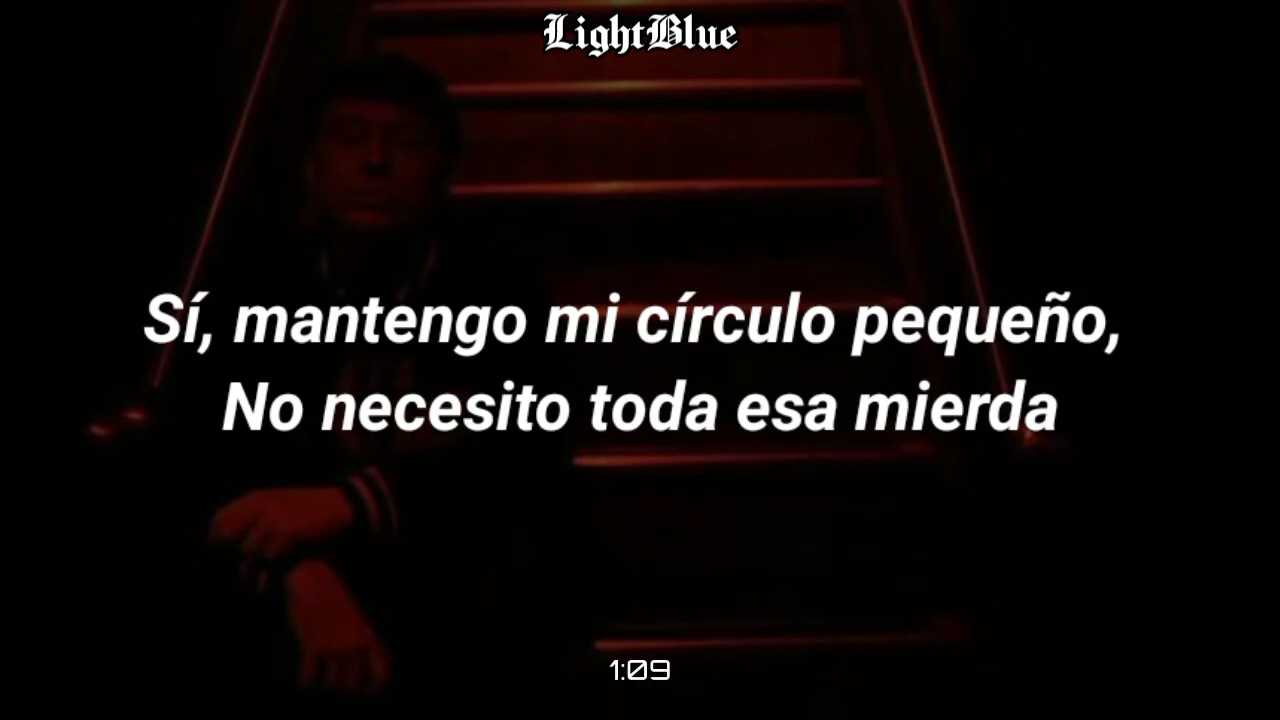 LightBlue
Sí, mantengo mi círculo pequeño,
No necesito toda esa mierda
1:09